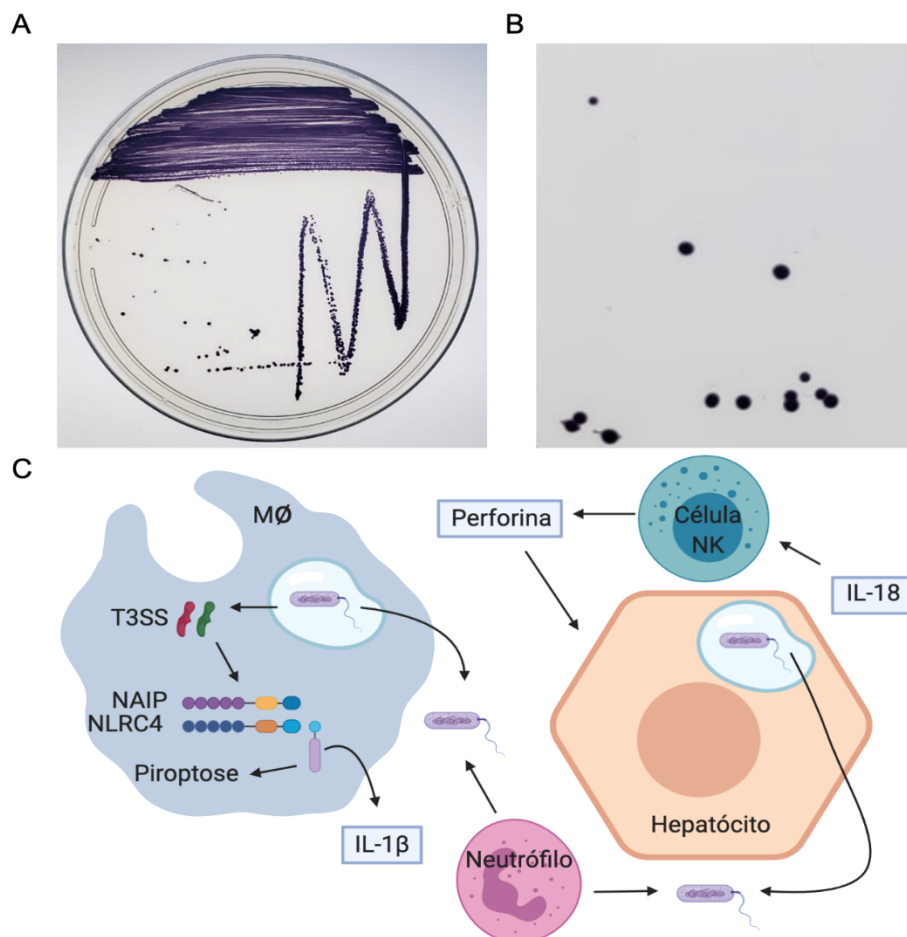 A
B
C
MØ
Perforina
Célula
NK
IL-18
T3SS
NAIP
NLRC4
Piroptose
IL-1β
Neutrófilo
Hepatócito